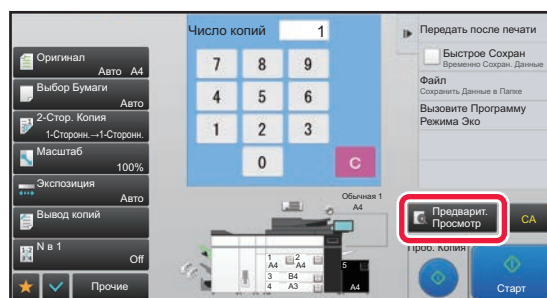 Число копий
1
Передать после печати
Оригинал
Авто A4
Выбор Бумаги
Авто
2-Стор. Копия
1-Сторонн.→1-Сторонн.
Масштаб
100%
Экспозиция
Авто
Вывод копий
N в 1
Off
Прочие
7 8 9
4 5 6
1 2 3
0 C
Обычная 1
A4
1 A4
2 A4
3 B4
4 A3
5
Быстрое Сохран
Временно Сохран. Данные
Файл
Сохранить Данные в Папке
Вызовите Программу
Режима Эко
Предварит.
Просмотр
CA
Проб. Копия
Старт